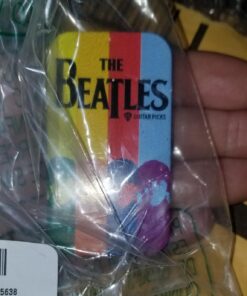 THE
BEATLES
GUITAR PICKS
5638